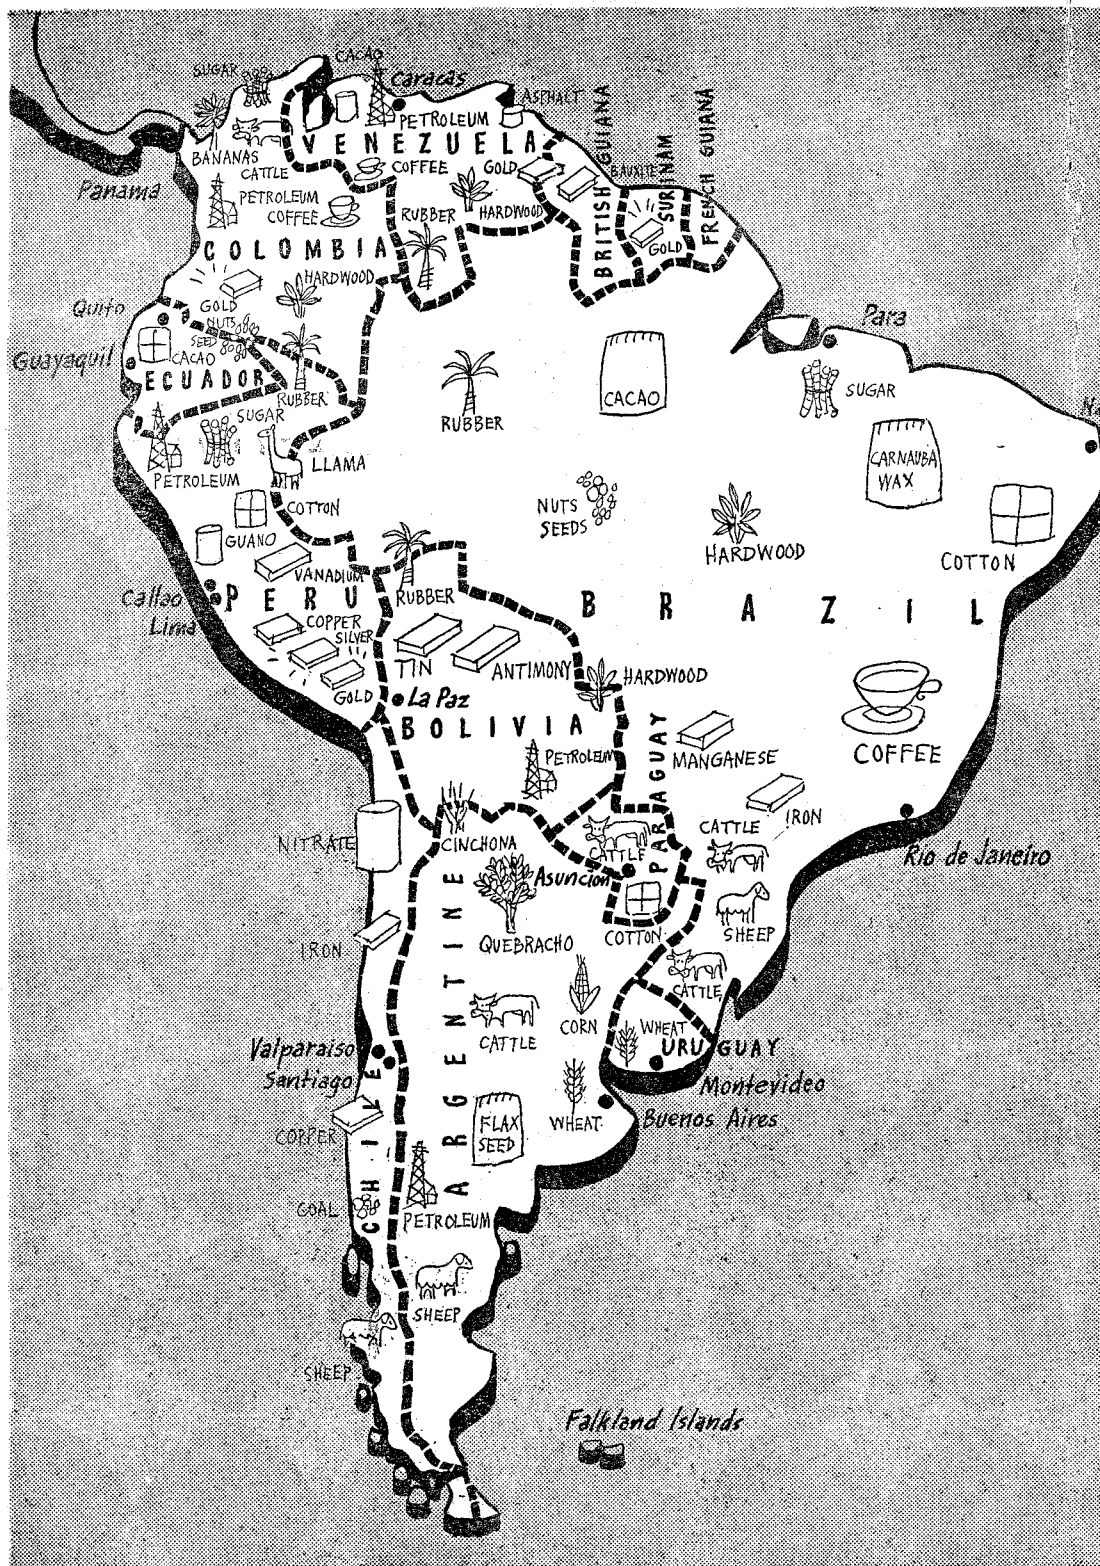 CACAO
SUGAR
Caracas
ASPHALT
PETROLEUM
VENEZUELA
BANANAS
CATTLE
COFFEE
GOLD
BAUXITE
BRITISH GUIANA
SURINAM
FRENCH GUIANA
Panama
PETROLEUM
COFFEE
RUBBER
HARDWOOD
GOLD
COLOMBIA
HARDWOOD
GOLD
Quito
NUTS
SEED
CACAO
Guayaquil
ECUADOR
RUBBER
Para
RUBBER
CACAO
SUGAR
SUGAR
PETROLEUM
LLAMA
CARNAUBA
WAX
COTTON
NUTS
SEEDS
HARDWOOD
COTTON
GUANO
VANADIUM
Callao
PERU
RUBBER
BRAZIL
Lima
COPPER
SILVER
GOLD
TIN
ANTIMONY
HARDWOOD
La Paz
BOLIVIA
PETROLEUM
PARAGUAY
MANGANESE
COFFEE
IRON
NITRATE
CINCHONA
CATTLE
CATTLE
Rio de Janeiro
Asuncion
QUEBRACHO
COTTON
SHEEP
IRON
ARGENTINE
CATTLE
CORN
CATTLE
WHEAT
URUGUAY
Valparaiso
Santiago
Montevideo
COPPER
CHILE
FLAX
SEED
WHEAT
Buenos Aires
COAL
PETROLEUM
SHEEP
SHEEP
Falkland Islands